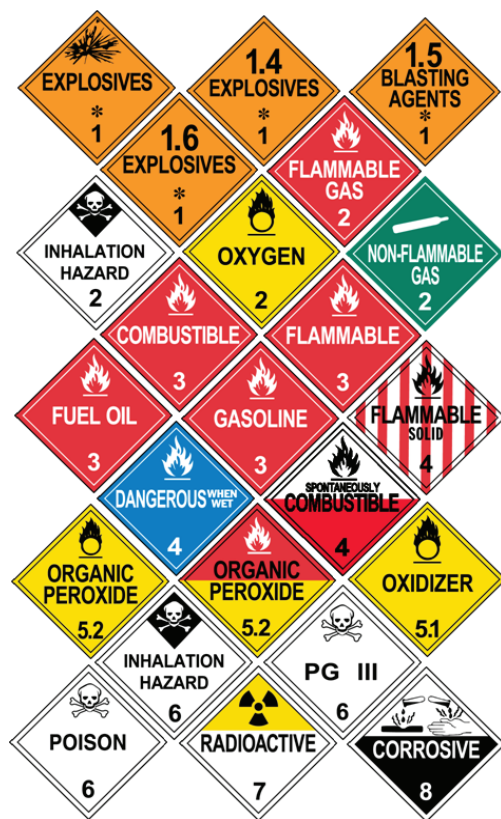 EXPLOSIVES
*
1
1.4
EXPLOSIVES
*
1
1.5
BLASTING
AGENTS
*
1
1.6
EXPLOSIVES
*
1
FLAMMABLE
GAS
2
INHALATION
HAZARD
2
OXYGEN
2
NON-FLAMMABLE
GAS
2
COMBUSTIBLE
3
FLAMMABLE
3
FUEL OIL
3
GASOLINE
3
FLAMMABLE
SOLID
4
DANGEROUS WHEN
WET
4
SPONTANEOUSLY
COMBUSTIBLE
4
ORGANIC
PEROXIDE
5.2
ORGANIC
PEROXIDE
5.2
OXIDIZER
5.1
INHALATION
HAZARD
6
PG III
6
POISON
6
RADIOACTIVE
7
CORROSIVE
8